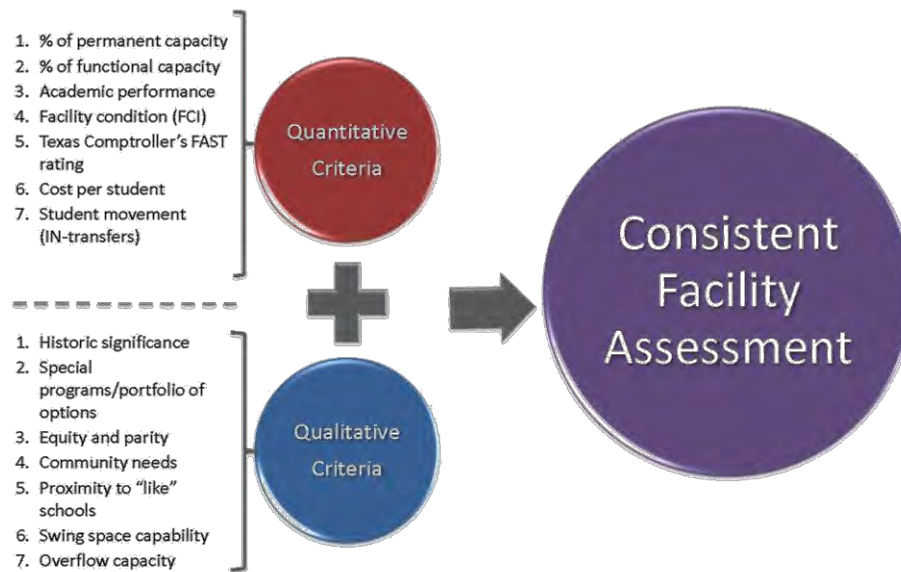 1. % of permanent capacity
2. % of functional capacity
3. Academic performance
4. Facility condition (FCI)
5. Texas Comptroller's FAST
rating
6. Cost per student
7. Student movement
(IN-transfers)
Quantitative
Criteria
1. Historic significance
2. Special
programs/portfolio of
options
3. Equity and parity
4. Community needs
5. Proximity to “like”
schools
6. Swing space capability
7. Overflow capacity
Qualitative
Criteria
Consistent
Facility
Assessment